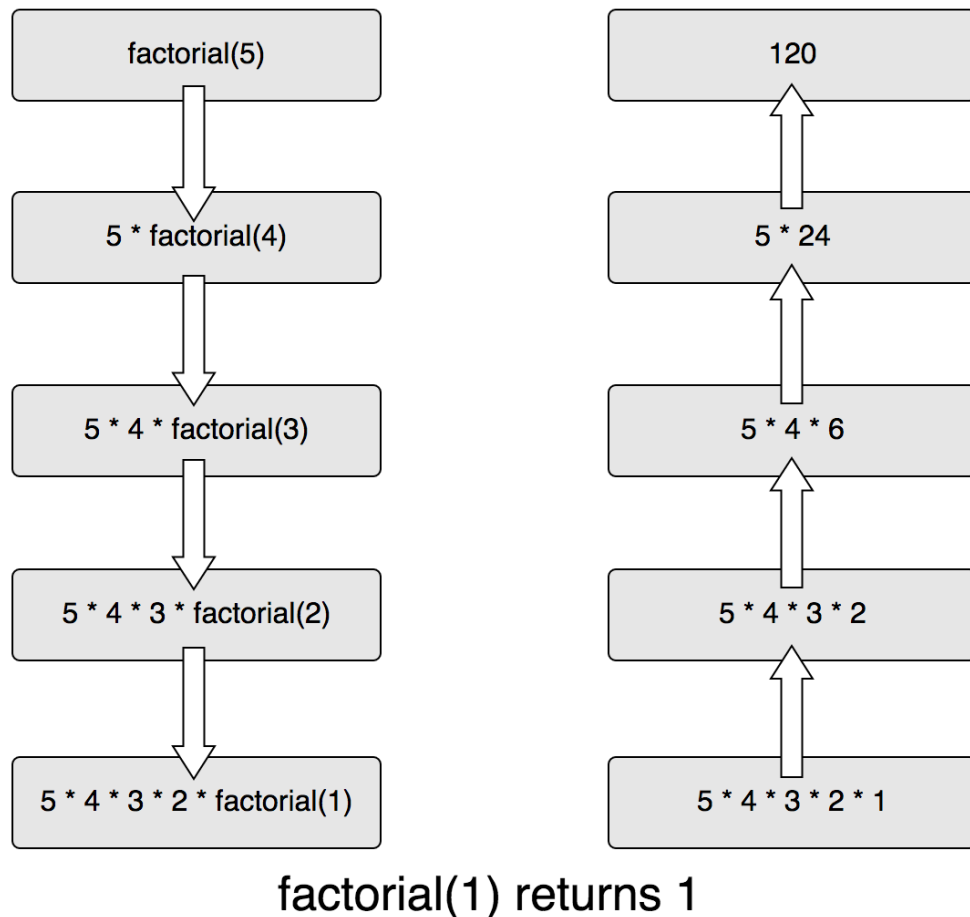 factorial(5)
5 * factorial(4)
5 * 4 * factorial(3)
5 * 4 * 3 * factorial(2)
5 * 4 * 3 * 2 * factorial(1)
120
5 * 24
5 * 4 * 6
5 * 4 * 3 * 2
5 * 4 * 3 * 2 * 1
factorial(1) returns 1